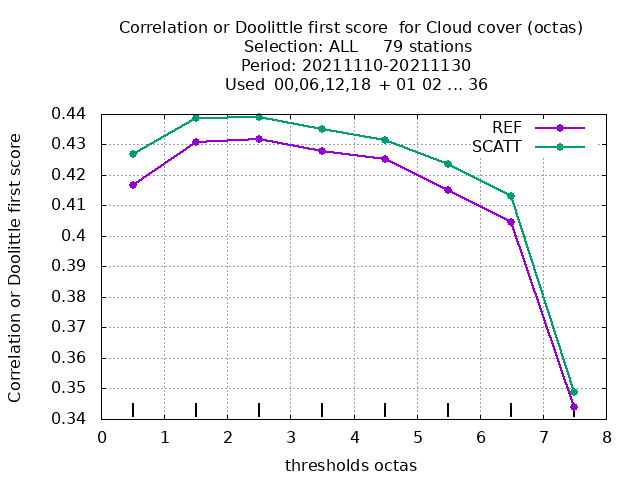 Correlation or Doolittle first score  for Cloud cover (octas)
Selection: ALL     79 stations
Period: 20211110-20211130
Used  00,06,12,18  + 01 02 ... 36
Correlation or Doolittle first score
0.44
0.43
0.42
0.41
0.4
0.39
0.38
0.37
0.36
0.35
0.34
REF
SCATT
0 1 2 3 4 5 6 7 8
thresholds octas